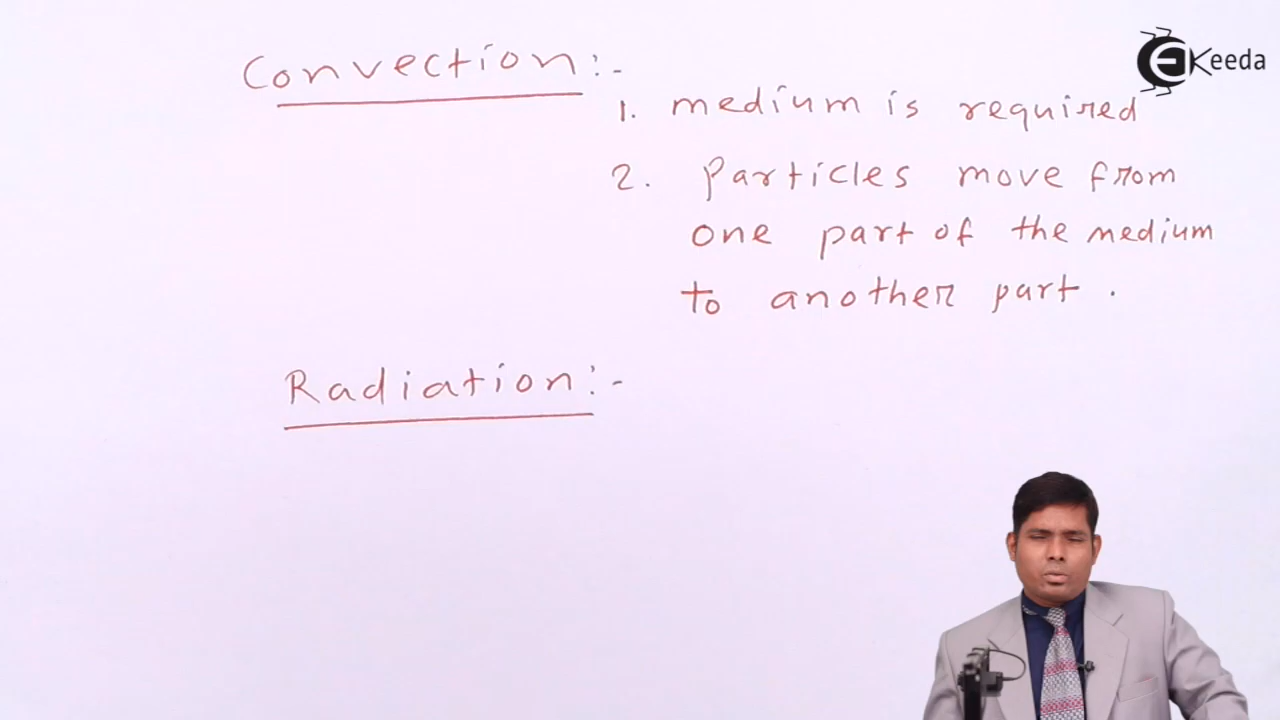 Convection:-
1. medium is required
2. Particles move from
one part of the medium
to another part.
Radiation:-
EKeeda